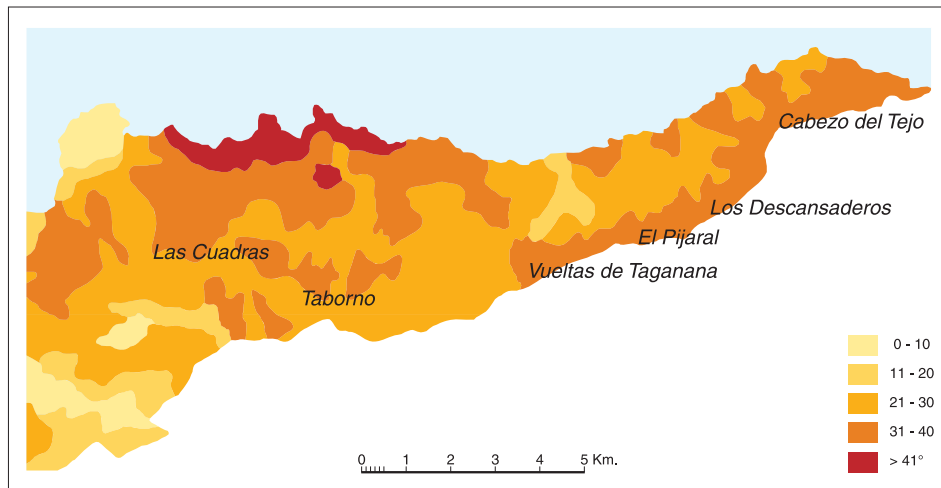 Cabezo del Tejo
Los Descansaderos
El Pijaral
Las Cuadras
Vueltas de Taganana
Taborno
0 - 10
11 - 20
21 - 30
31 - 40
> 41°
0 1 2 3 4 5 Km.